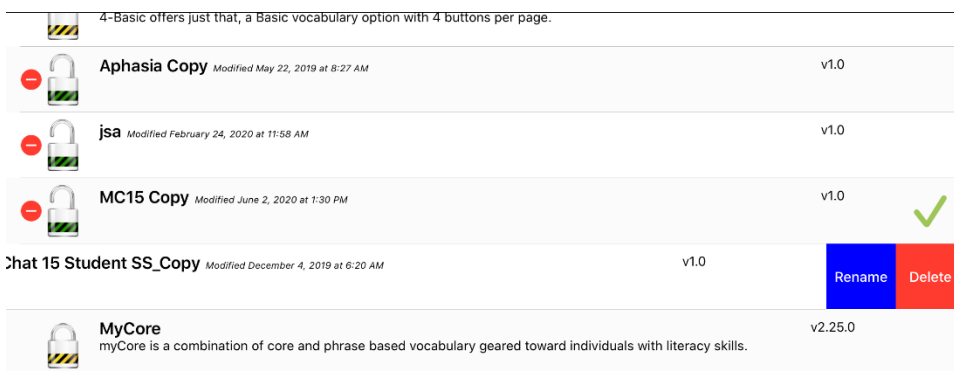 4-Basic offers just that, a Basic vocabulary option with 4 buttons per page.
Aphasia Copy Modified May 22, 2019 at 8:27 AM v1.0
jsa Modified February 24, 2020 at 11:58 AM v1.0
MC15 Copy Modified June 2, 2020 at 1:30 PM v1.0
Chat 15 Student SS_Copy Modified December 4, 2019 at 6:20 AM v1.0
Rename Delete
MyCore v2.25.0
myCore is a combination of core and phrase based vocabulary geared toward individuals with literacy skills.